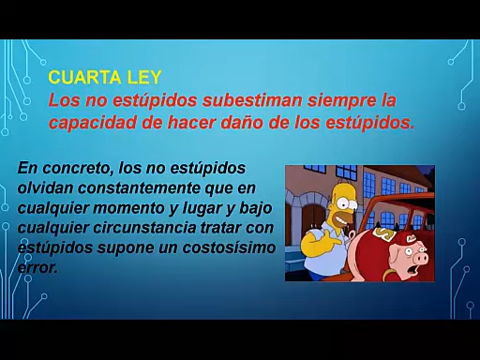 CUARTA LEY
Los no estúpidos subestiman siempre la
capacidad de hacer daño de los estúpidos.
En concreto, los no estúpidos
olvidan constantemente que en
cualquier momento y lugar y bajo
cualquier circunstancia tratar con
estúpidos supone un costosísimo
error.